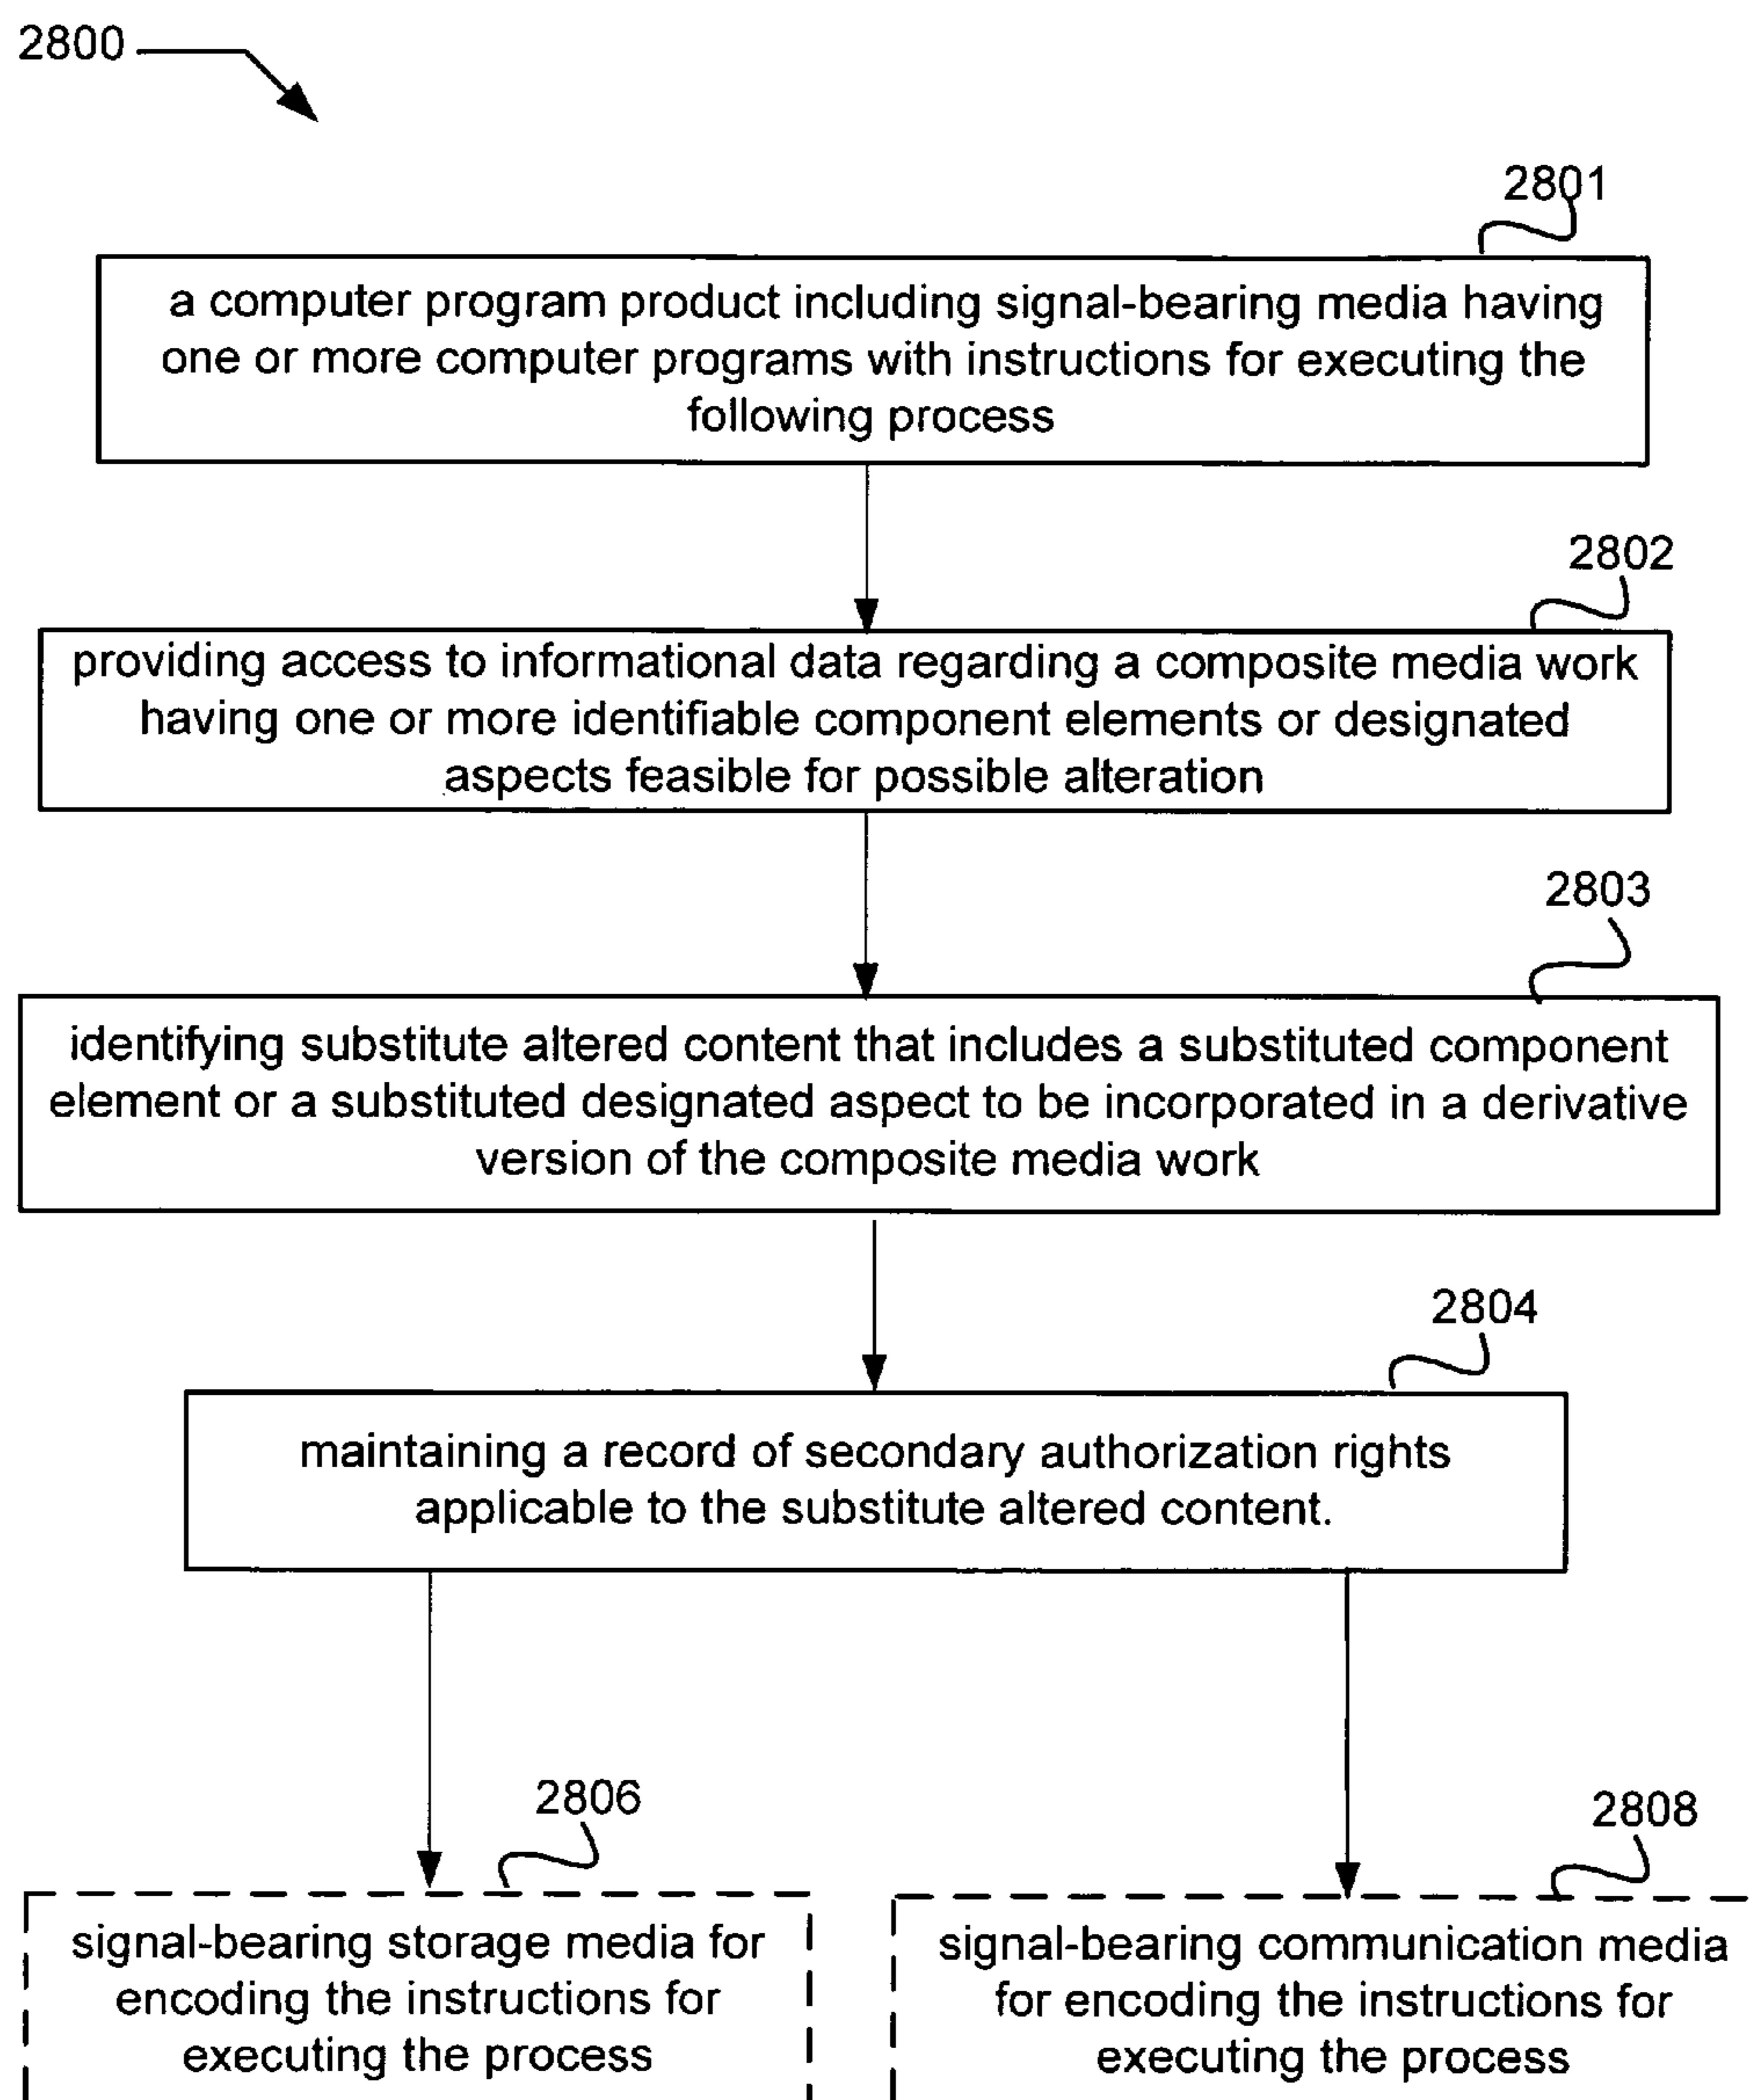 2800
2801
a computer program product including signal-bearing media having
one or more computer programs with instructions for executing the
following process
2802
providing access to informational data regarding a composite media work
having one or more identifiable component elements or designated
aspects feasible for possible alteration
2803
identifying substitute altered content that includes a substituted component
element or a substituted designated aspect to be incorporated in a derivative
version of the composite media work
2804
maintaining a record of secondary authorization rights
applicable to the substitute altered content.
2806
signal-bearing storage media for
encoding the instructions for
executing the process
2808
signal-bearing communication media
for encoding the instructions for
executing the process